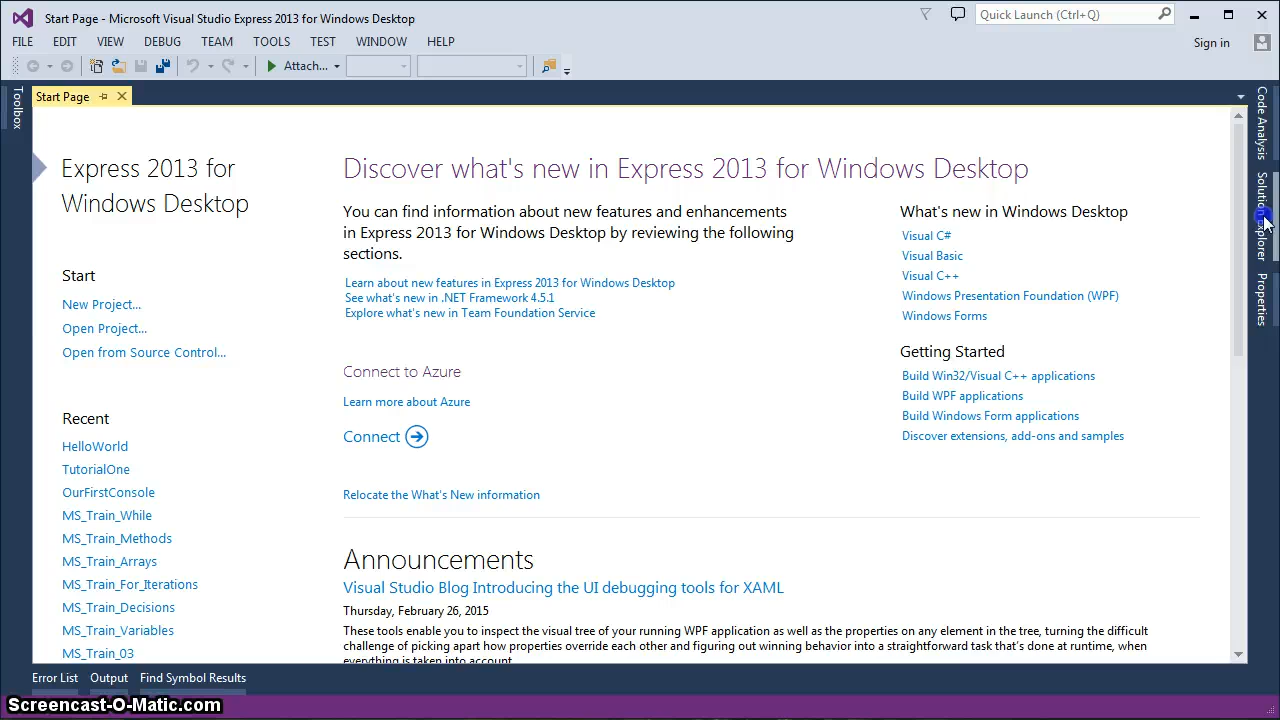 Start Page - Microsoft Visual Studio Express 2013 for Windows Desktop
Quick Launch (Ctrl+Q)
FILE EDIT VIEW DEBUG TEAM TOOLS TEST WINDOW HELP
Sign in
Attach...
Toolbox
Start Page
Code Analysis
Solution Explorer
Properties
Express 2013 for
Windows Desktop
Start
New Project...
Open Project...
Open from Source Control...
Recent
HelloWorld
TutorialOne
OurFirstConsole
MS_Train_While
MS_Train_Methods
MS_Train_Arrays
MS_Train_For_Iterations
MS_Train_Decisions
MS_Train_Variables
MS_Train_03
Discover what's new in Express 2013 for Windows Desktop
You can find information about new features and enhancements
in Express 2013 for Windows Desktop by reviewing the following
sections.
Learn about new features in Express 2013 for Windows Desktop
See what's new in .NET Framework 4.5.1
Explore what's new in Team Foundation Service
Connect to Azure
Learn more about Azure
Connect
Relocate the What's New information
What's new in Windows Desktop
Visual C#
Visual Basic
Visual C++
Windows Presentation Foundation (WPF)
Windows Forms
Getting Started
Build Win32/Visual C++ applications
Build WPF applications
Build Windows Form applications
Discover extensions, add-ons and samples
Announcements
Visual Studio Blog Introducing the UI debugging tools for XAML
Thursday, February 26, 2015
These tools enable you to inspect the visual tree of your running WPF application as well as the properties on any element in the tree, turning the difficult
challenge of picking apart how properties override each other and figuring out winning behavior into a straightforward task that's done at runtime, when
everything is taken into account.
Error List Output Find Symbol Results
Screencast-O-Matic.com